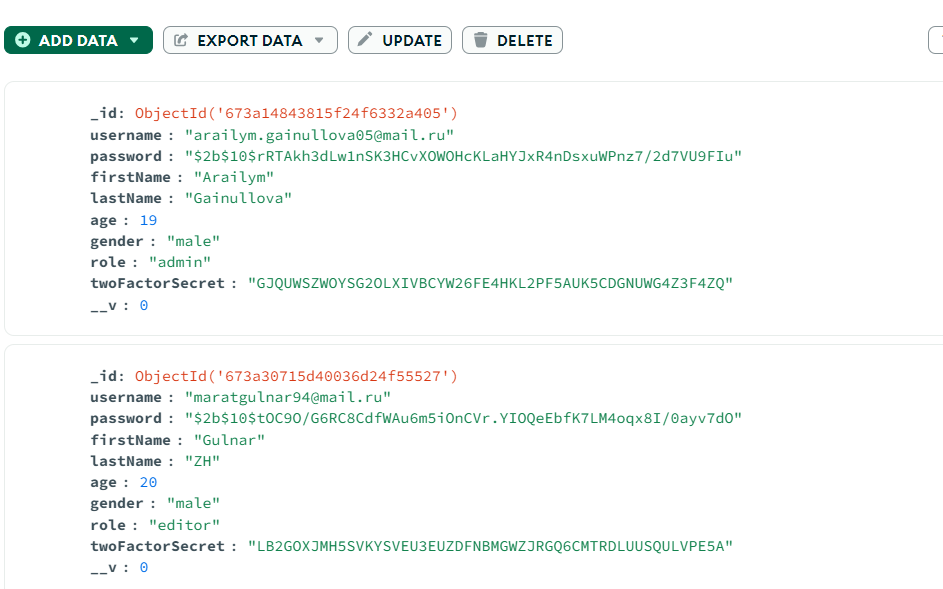 ADD DATA
EXPORT DATA
UPDATE
DELETE
_id: ObjectId('673a14843815f24f6332a405')
username : "arailym.gainullova05@mail.ru"
password : "$2b$10$rRTAkh3dLw1nSK3HCvXOWOHcKLaHYJxR4nDsxuWPnz7/2d7VU9FIu"
firstName : "Arailym"
lastName : "Gainullova"
age : 19
gender : "male"
role : "admin"
twoFactorSecret : "GJQUWSZWOYSG2OLXIVBCYW26FE4HKL2PF5AUK5CDGNUWG4Z3F4ZQ"
__v : 0
_id: ObjectId('673a30715d40036d24f55527')
username : "maratgulnar94@mail.ru"
password : "$2b$10$tOC9O/G6RC8CdfWAu6m5iOnCVr.YIOQeEbfK7LM4oqx8I/0ayv7dO"
firstName : "Gulnar"
lastName : "ZH"
age : 20
gender : "male"
role : "editor"
twoFactorSecret : "LB2GOXJMH5SVKYSVEU3EUZDFNBMGWZJRGQ6CMTRDLUUSQULVPE5A"
__v : 0